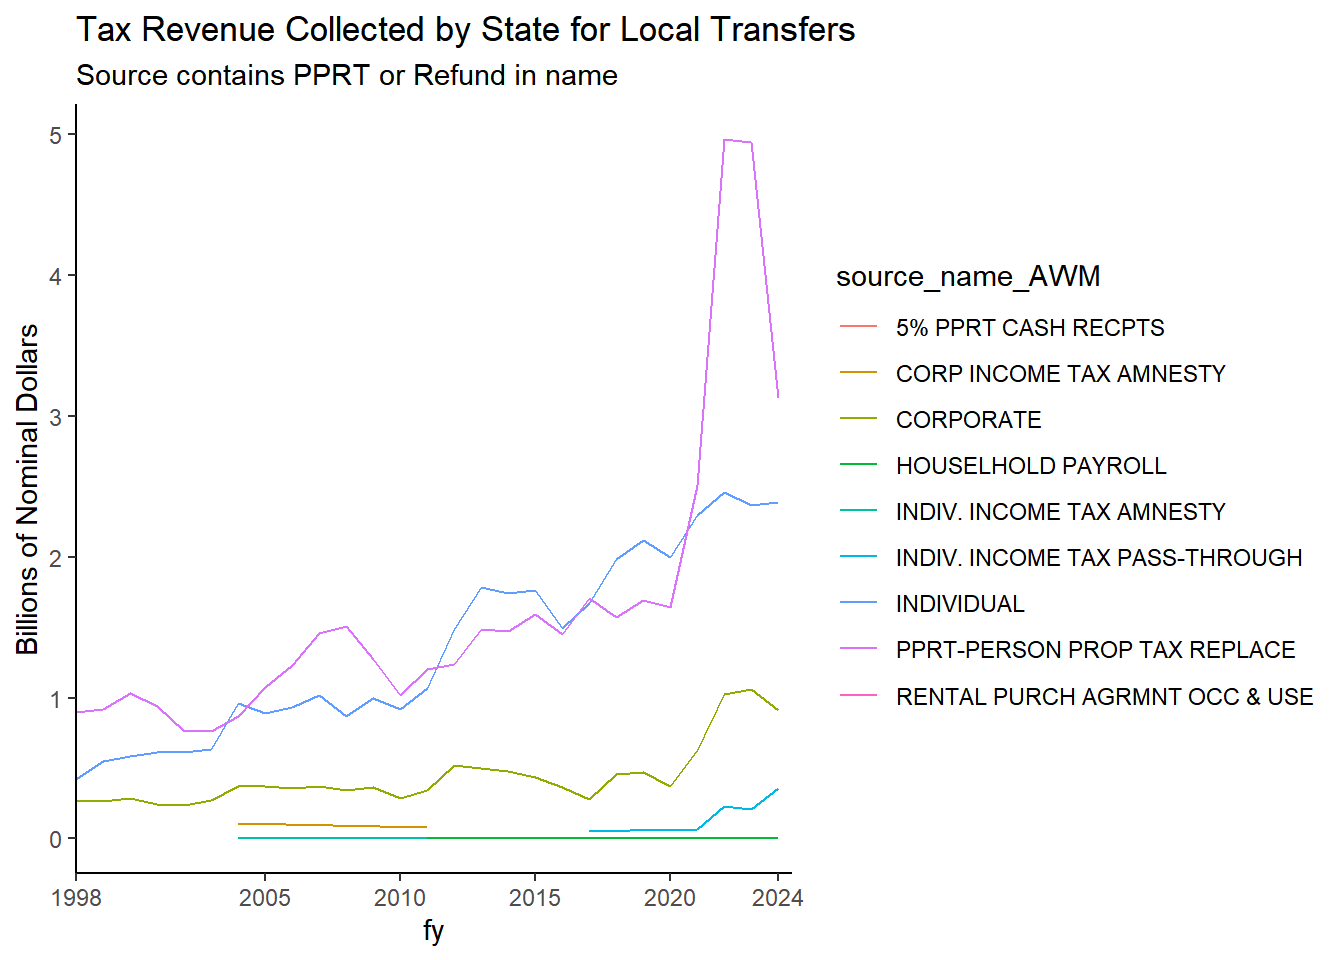 Tax Revenue Collected by State for Local Transfers
Source contains PPRT or Refund in name
Billions of Nominal Dollars
5
4
3
2
1
0
1998 2005 2010 2015 2020 2024
fy
source_name_AWM
5% PPRT CASH RECPTS
CORP INCOME TAX AMNESTY
CORPORATE
HOUSELHOLD PAYROLL
INDIV. INCOME TAX AMNESTY
INDIV. INCOME TAX PASS-THROUGH
INDIVIDUAL
PPRT-PERSON PROP TAX REPLACE
RENTAL PURCH AGRMNT OCC & USE